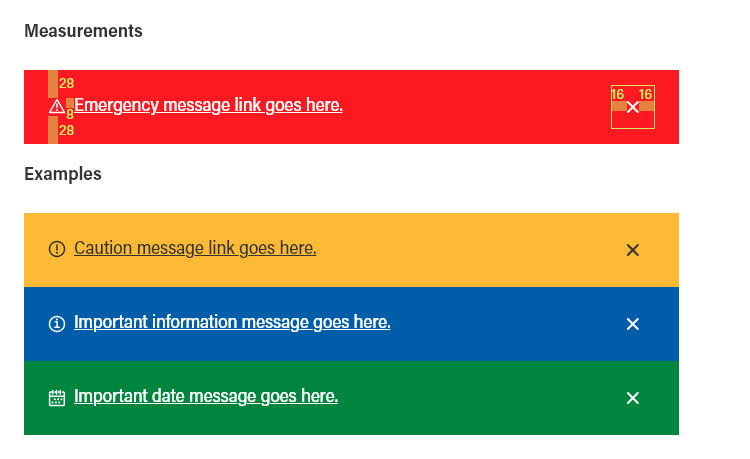 Measurements
28
16 16
Emergency message link goes here.
8
28
Examples
Caution message link goes here.
Important information message goes here.
Important date message goes here.